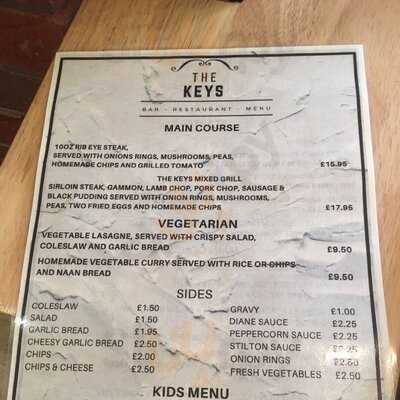 THE
KEYS
BAR - RESTAURANT - MENU
MAIN COURSE
10OZ RIB EYE STEAK,
SERVED WITH ONIONS RINGS, MUSHROOMS, PEAS,
HOMEMADE CHIPS AND GRILLED TOMATO £15.95
THE KEYS MIXED GRILL
SIRLOIN STEAK, GAMMON, LAMB CHOP, PORK CHOP, SAUSAGE &
BLACK PUDDING SERVED WITH ONION RINGS, MUSHROOMS,
PEAS, TWO FRIED EGGS AND HOMEMADE CHIPS £17.95
VEGETARIAN
VEGETABLE LASAGNE, SERVED WITH CRISPY SALAD,
COLESLAW AND GARLIC BREAD £9.50
HOMEMADE VEGETABLE CURRY SERVED WITH RICE OR CHIPS
AND NAAN BREAD £9.50
SIDES
COLESLAW £1.50
SALAD £1.50
GARLIC BREAD £1.95
CHEESY GARLIC BREAD £2.50
CHIPS £2.00
CHIPS & CHEESE £2.50
GRAVY £1.00
DIANE SAUCE £2.25
PEPPERCORN SAUCE £2.25
STILTON SAUCE £2.25
ONION RINGS £2.50
FRESH VEGETABLES £2.50
KIDS MENU